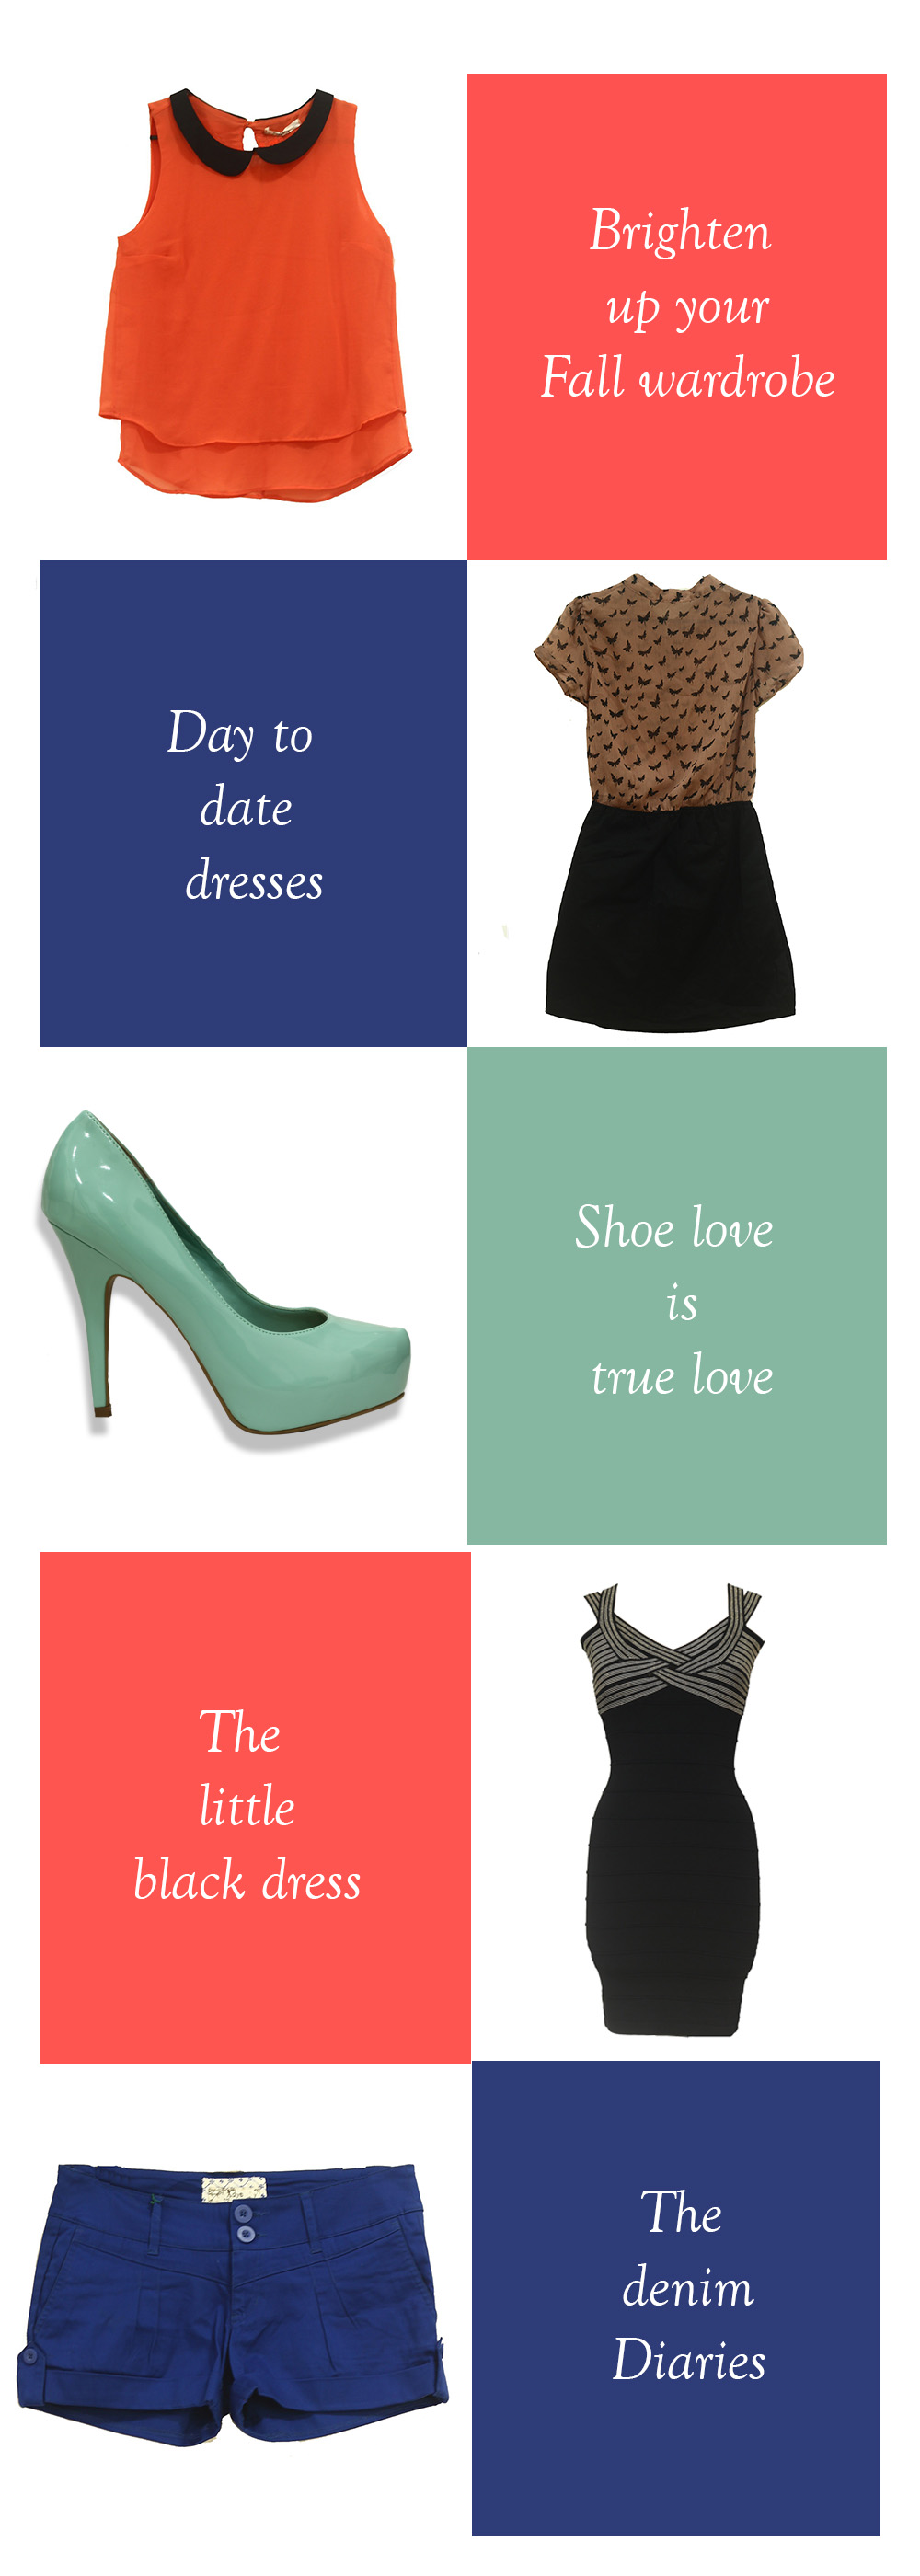 Brighten
up your
Fall wardrobe
Day to
date
dresses
Shoe love
is
true love
The
little
black dress
The
denim
Diaries